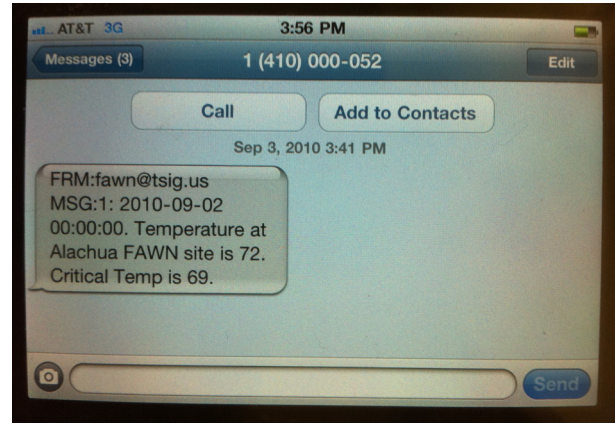 AT&T 3G 3:56 PM
Messages (3) 1 (410) 000-052 Edit
Call Add to Contacts
Sep 3, 2010 3:41 PM
FRM:fawn@tsig.us
MSG:1: 2010-09-02
00:00:00. Temperature at
Alachua FAWN site is 72.
Critical Temp is 69.
Send